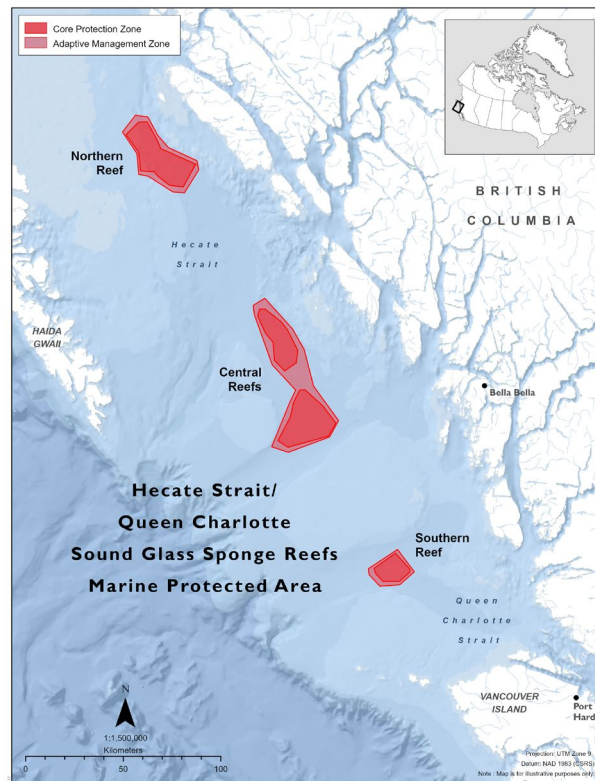 Core Protection Zone
Adaptive Management Zone
Northern
Reef
BRITISH
COLUMBIA
Hecate
Strait
HAIDA
GWAII
Central
Reefs
Bella Bella
Hecate Strait/
Queen Charlotte
Sound Glass Sponge Reefs
Marine Protected Area
Southern
Reef
Queen
Charlotte
Strait
N
1:1,500,000
Kilometers
0 50 100
VANCOUVER
ISLAND
Port
Hard
Projection: UTM Zone 9
Datum: NAD 1983 (CSRS)
Note : Map is for illustrative purposes only.